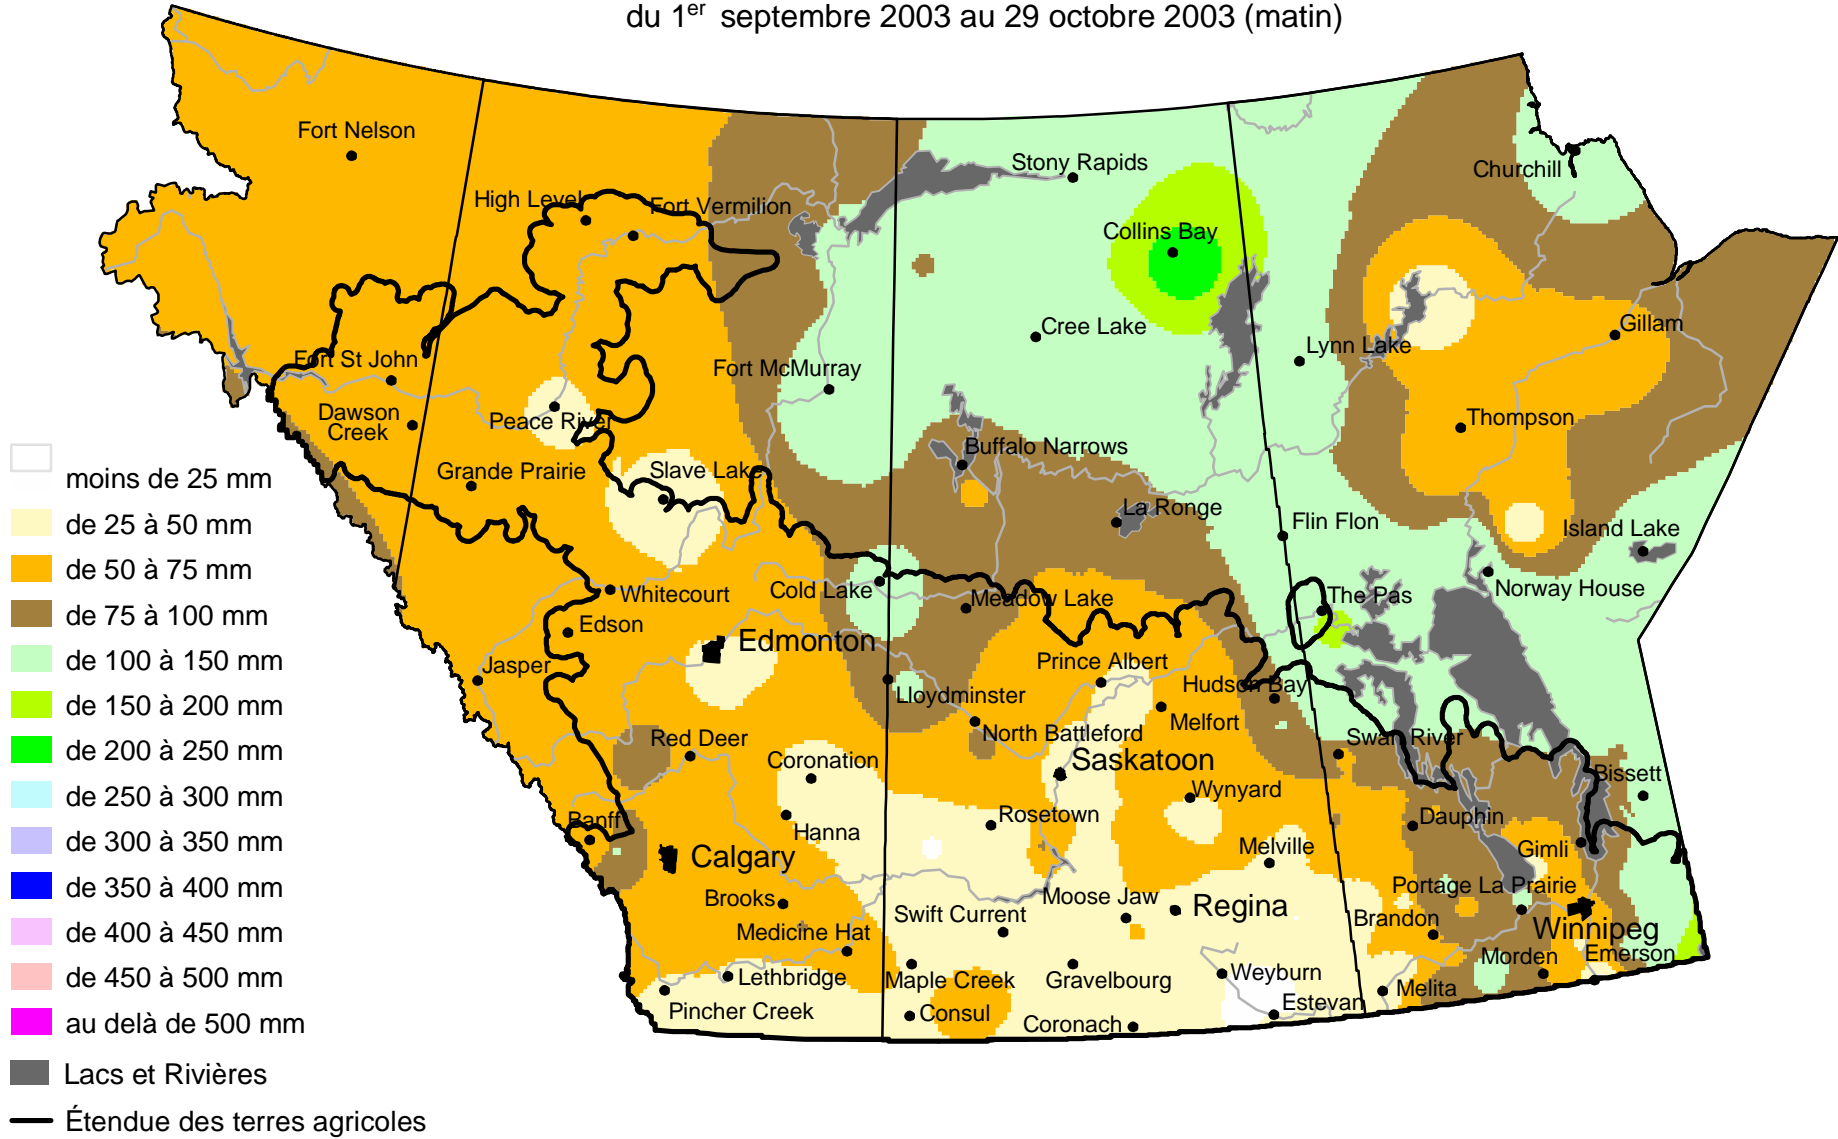 du 1er septembre 2003 au 29 octobre 2003 (matin)
Fort Nelson
Stony Rapids
Churchill
High Level
Fort Vermilion
Collins Bay
Cree Lake
Gillam
Lynn Lake
Fort St John
Fort McMurray
Dawson
Creek
Peace River
Thompson
Buffalo Narrows
Grande Prairie
Slave Lake
La Ronge
Flin Flon
Island Lake
Whitecourt
Cold Lake
Meadow Lake
The Pas
Norway House
Edson
Edmonton
Jasper
Prince Albert
Hudson Bay
Lloydminster
Melfort
North Battleford
Red Deer
Swan River
Coronation
Saskatoon
Bissett
Wynyard
Banff
Hanna
Rosetown
Dauphin
Calgary
Melville
Gimli
Brooks
Moose Jaw
Portage La Prairie
Swift Current
Regina
Brandon
Medicine Hat
Winnipeg
Morden
Emerson
Lethbridge
Maple Creek
Gravelbourg
Weyburn
Melita
Pincher Creek
Consul
Estevan
Coronach
moins de 25 mm
de 25 à 50 mm
de 50 à 75 mm
de 75 à 100 mm
de 100 à 150 mm
de 150 à 200 mm
de 200 à 250 mm
de 250 à 300 mm
de 300 à 350 mm
de 350 à 400 mm
de 400 à 450 mm
de 450 à 500 mm
au delà de 500 mm
Lacs et Rivières
Étendue des terres agricoles